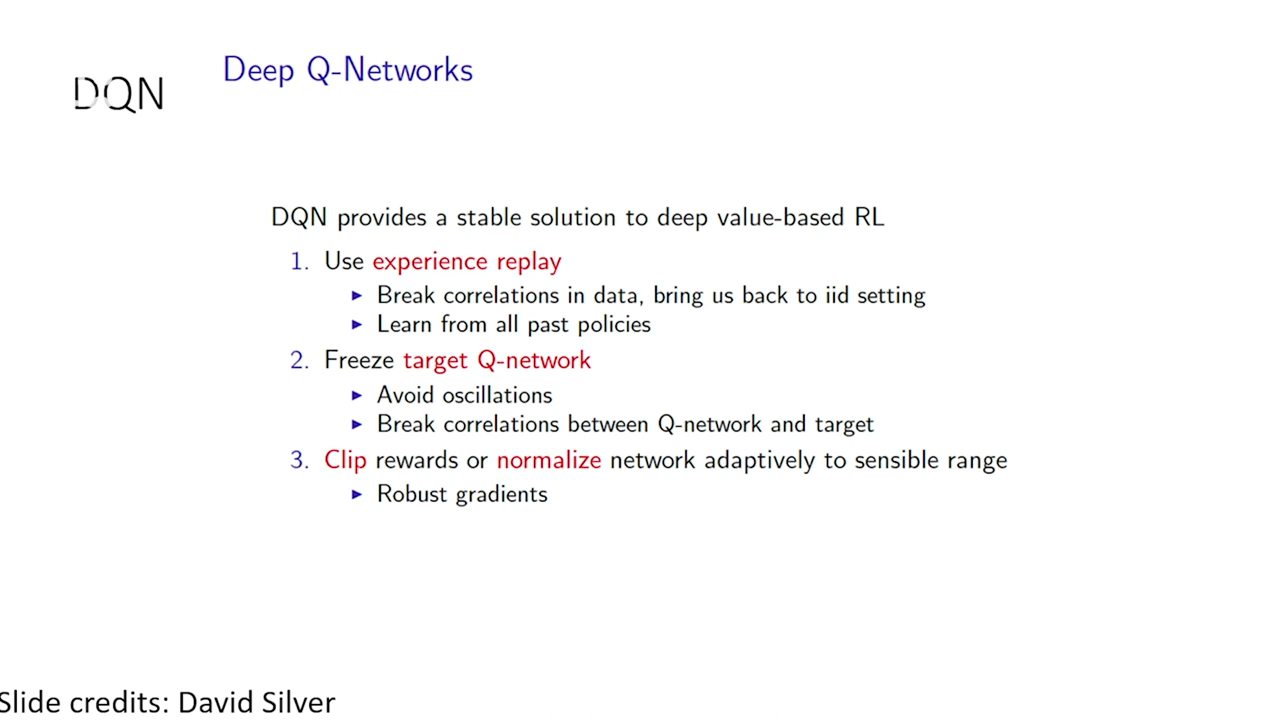 Deep Q-Networks
DQN
DQN provides a stable solution to deep value-based RL
1. Use experience replay
▶ Break correlations in data, bring us back to iid setting
▶ Learn from all past policies
2. Freeze target Q-network
▶ Avoid oscillations
▶ Break correlations between Q-network and target
3. Clip rewards or normalize network adaptively to sensible range
▶ Robust gradients
Slide credits: David Silver